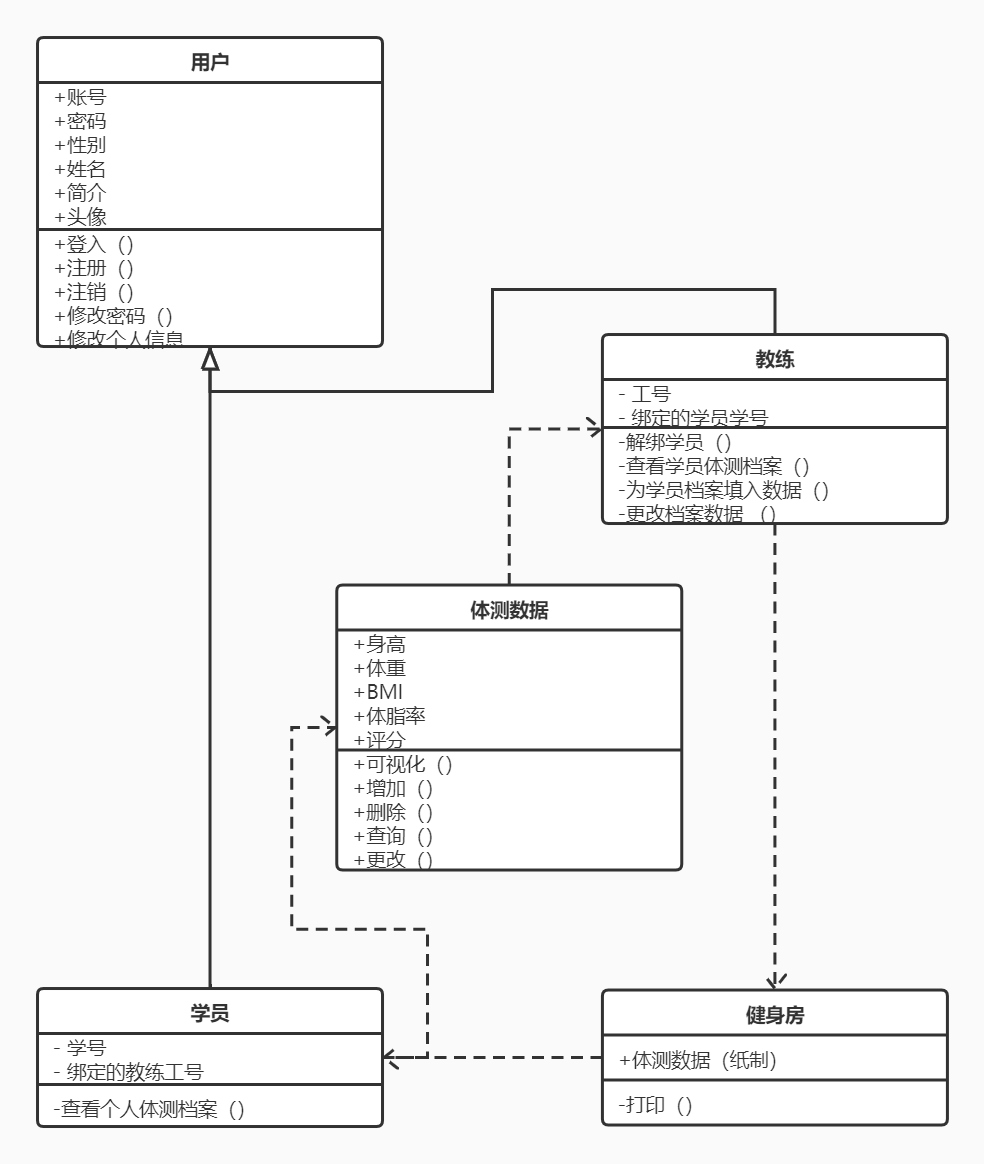 用户
+账号
+密码
+性别
+姓名
+简介
+头像
+登入（）
+注册（）
+注销（）
+修改密码（）
+修改个人信息
教练
- 工号
- 绑定的学员学号
-解绑学员（）
-查看学员体测档案（）
-为学员档案填入数据（）
-更改档案数据 （）
体测数据
+身高
+体重
+BMI
+体脂率
+评分
+可视化（）
+增加（）
+删除（）
+查询（）
+更改（）
学员
- 学号
- 绑定的教练工号
-查看个人体测档案（）
健身房
+体测数据（纸制）
-打印（）